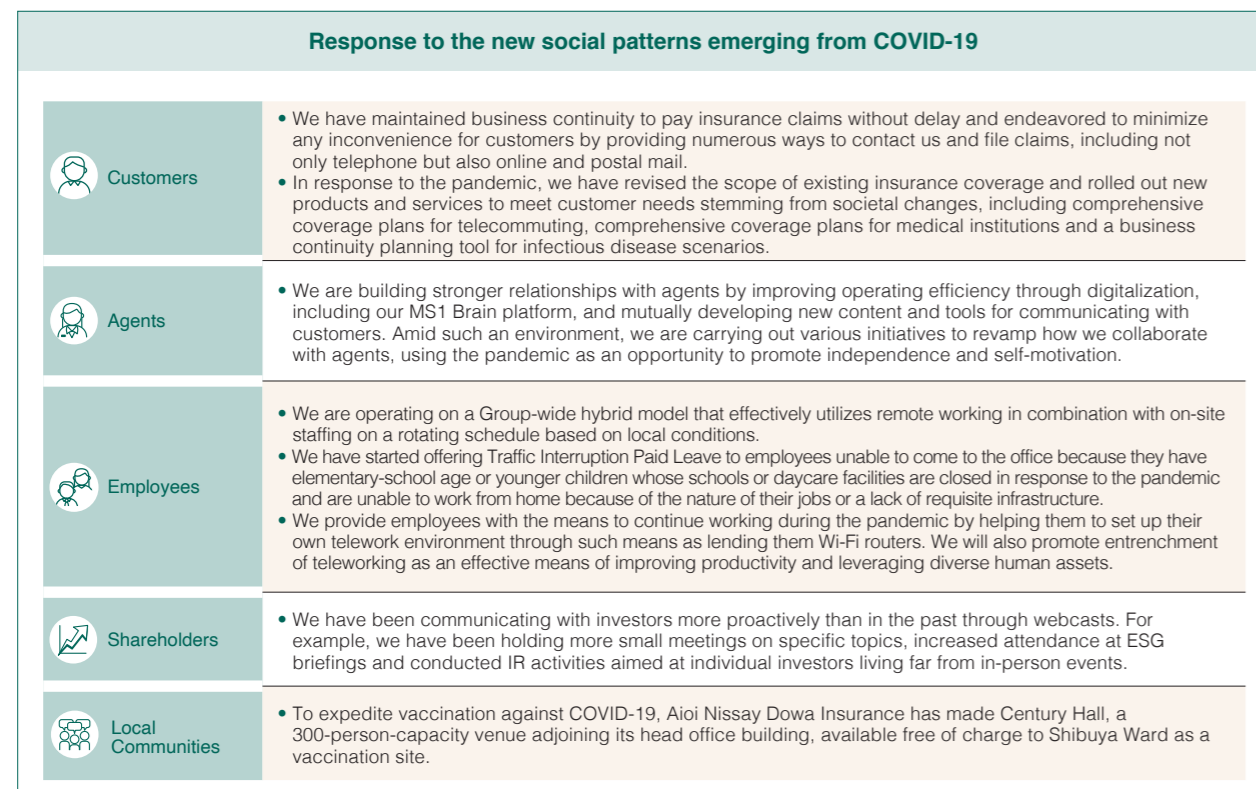 Response to the new social patterns emerging from COVID-19
Customers
• We have maintained business continuity to pay insurance claims without delay and endeavored to minimize
any inconvenience for customers by providing numerous ways to contact us and file claims, including not
only telephone but also online and postal mail.
• In response to the pandemic, we have revised the scope of existing insurance coverage and rolled out new
products and services to meet customer needs stemming from societal changes, including comprehensive
coverage plans for telecommuting, comprehensive coverage plans for medical institutions and a business
continuity planning tool for infectious disease scenarios.
Agents
• We are building stronger relationships with agents by improving operating efficiency through digitalization,
including our MS1 Brain platform, and mutually developing new content and tools for communicating with
customers. Amid such an environment, we are carrying out various initiatives to revamp how we collaborate
with agents, using the pandemic as an opportunity to promote independence and self-motivation.
Employees
• We are operating on a Group-wide hybrid model that effectively utilizes remote working in combination with on-site
staffing on a rotating schedule based on local conditions.
• We have started offering Traffic Interruption Paid Leave to employees unable to come to the office because they have
elementary-school age or younger children whose schools or daycare facilities are closed in response to the pandemic
and are unable to work from home because of the nature of their jobs or a lack of requisite infrastructure.
• We provide employees with the means to continue working during the pandemic by helping them to set up their
own telework environment through such means as lending them Wi-Fi routers. We will also promote entrenchment
of teleworking as an effective means of improving productivity and leveraging diverse human assets.
Shareholders
• We have been communicating with investors more proactively than in the past through webcasts. For
example, we have been holding more small meetings on specific topics, increased attendance at ESG
briefings and conducted IR activities aimed at individual investors living far from in-person events.
Local
Communities
• To expedite vaccination against COVID-19, Aioi Nissay Dowa Insurance has made Century Hall, a
300-person-capacity venue adjoining its head office building, available free of charge to Shibuya Ward as a
vaccination site.